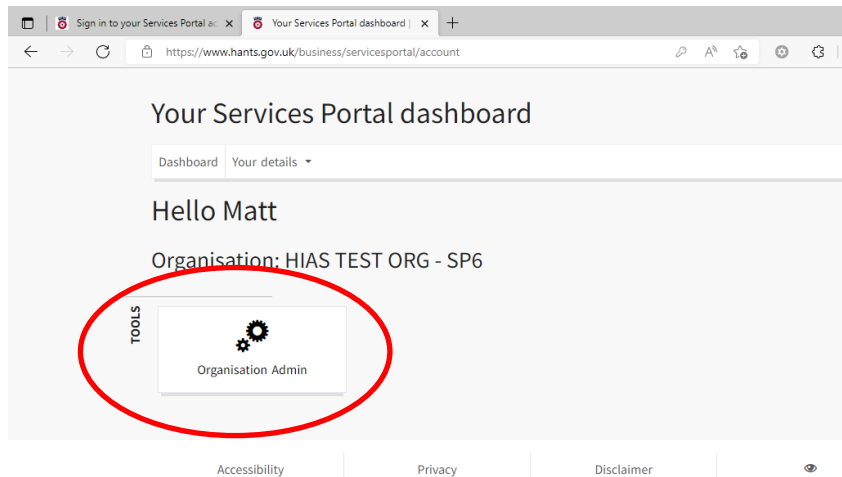 Sign in to your Services Portal ac
Your Services Portal dashboard |
https://www.hants.gov.uk/business/servicesportal/account
Your Services Portal dashboard
Dashboard Your details
Hello Matt
Organisation: HIAS TEST ORG - SP6
TOOLS
Organisation Admin
Accessibility Privacy Disclaimer